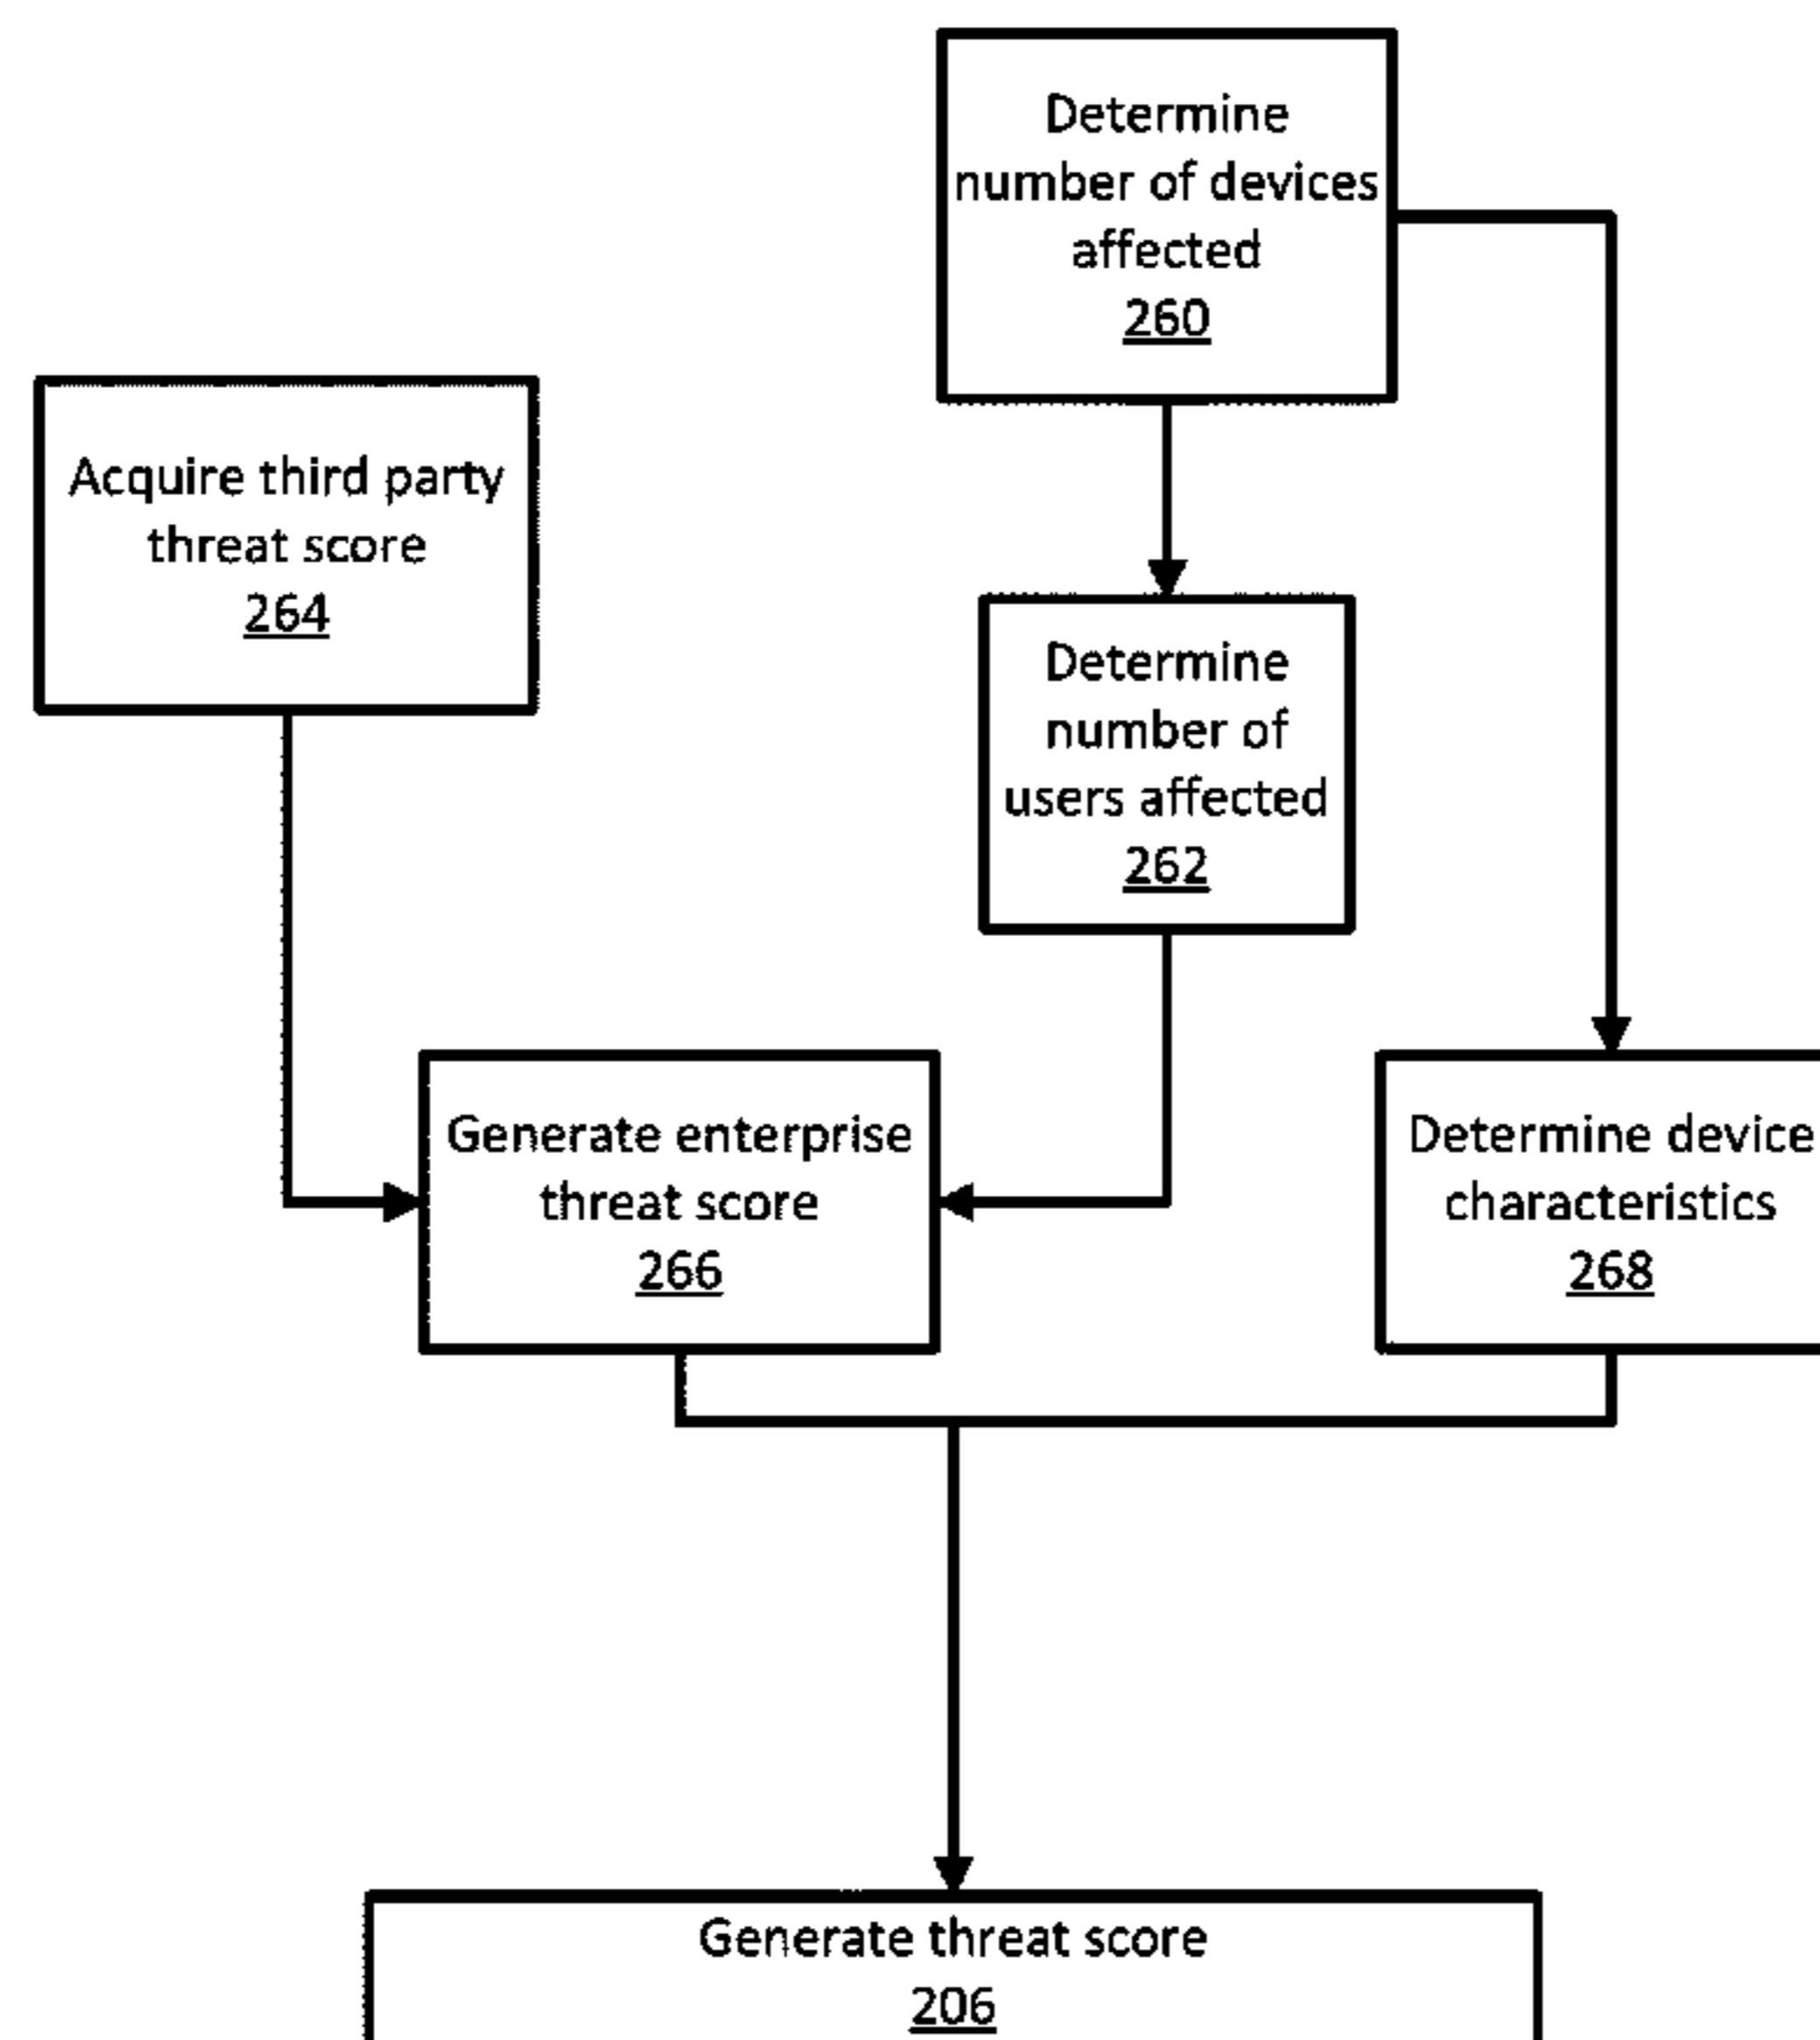 Determine
number of devices
affected
260
Acquire third party
threat score
264
Determine
number of
users affected
262
Generate enterprise
threat score
266
Determine device
characteristics
268
Generate threat score
206